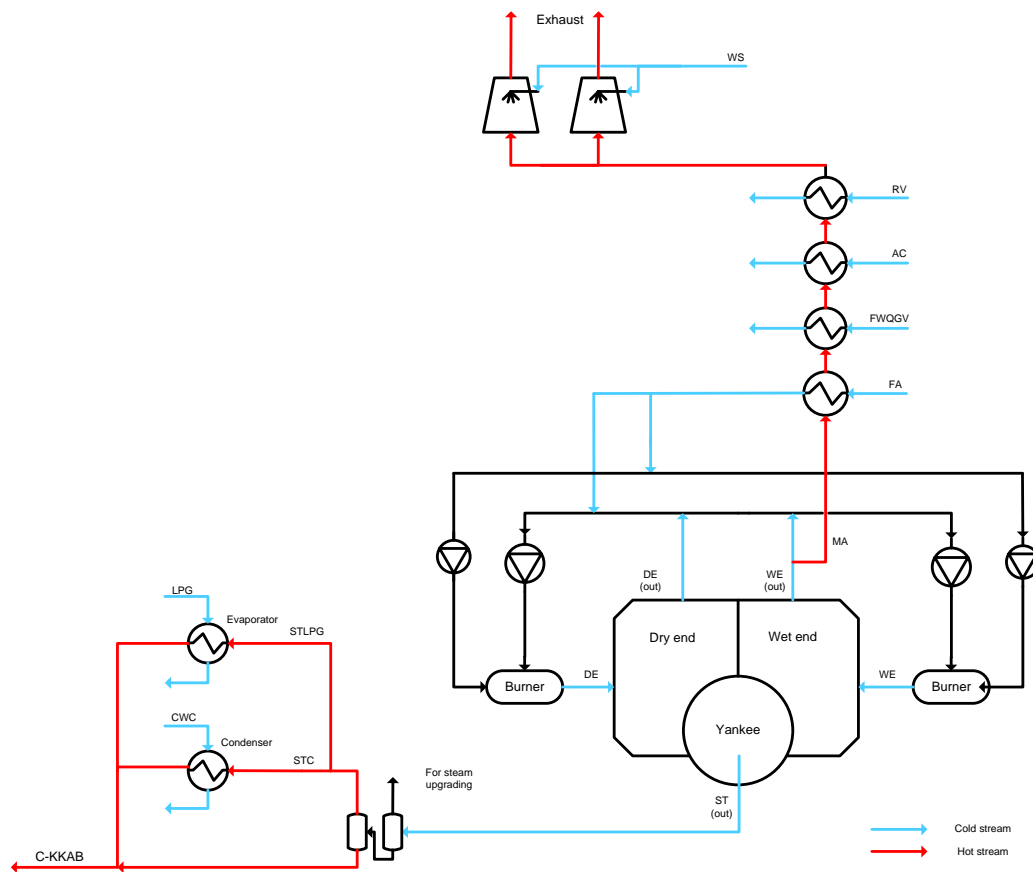 Exhaust
WS
RV
AC
FWQGV
FA
MA
DE
(out)
WE
(out)
LPG
Evaporator
STLPG
Dry end
Wet end
Burner
DE
WE
Burner
CWC
Condenser
STC
Yankee
For steam
upgrading
ST
(out)
Cold stream
Hot stream
C-KKAB